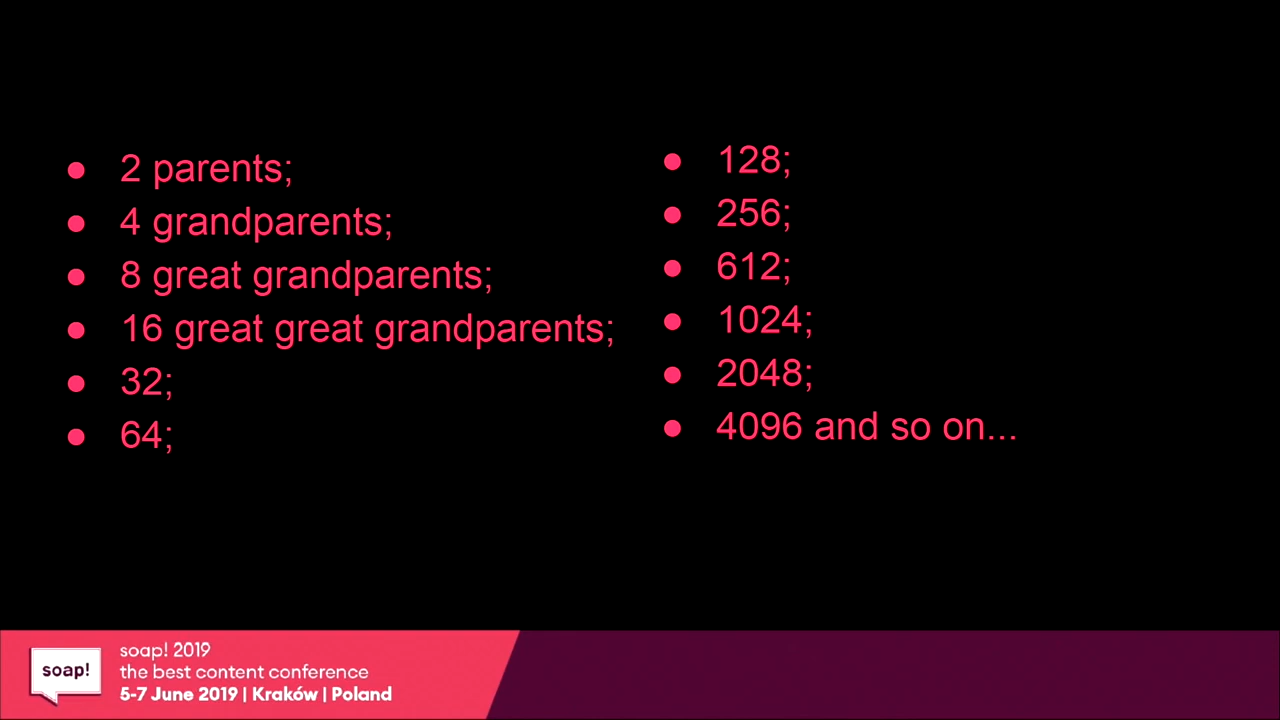 2 parents;
4 grandparents;
8 great grandparents;
16 great great grandparents;
32;
64;
128;
256;
612;
1024;
2048;
4096 and so on...
soap!
soap! 2019
the best content conference
5-7 June 2019 | Kraków | Poland